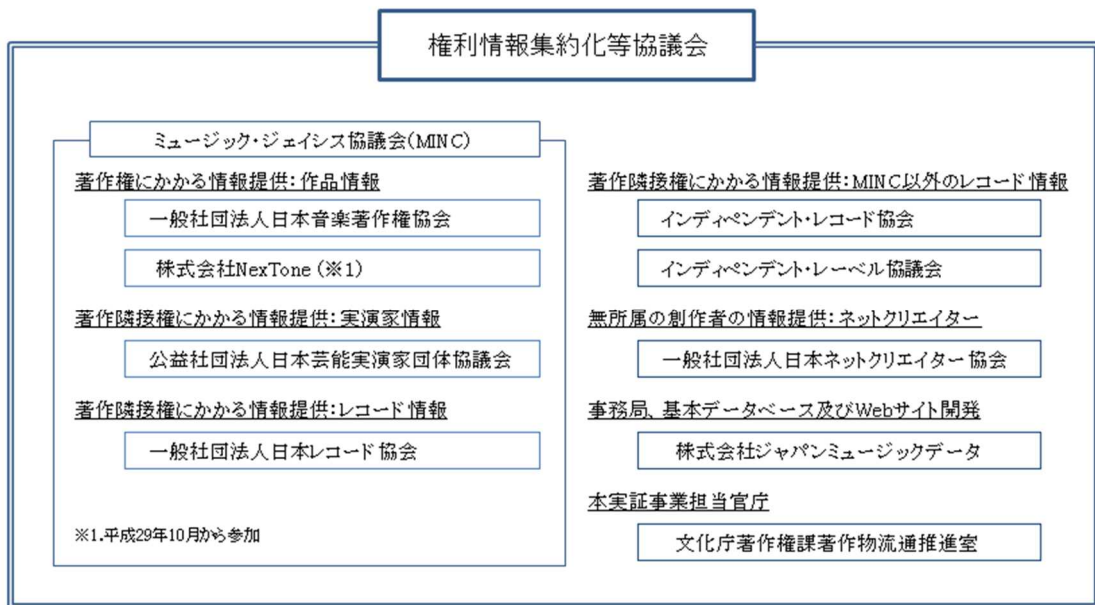 権利情報集約化等協議会
ミュージック・ジェイシス協議会(MINC)
著作権にかかる情報提供:作品情報
一般社団法人日本音楽著作権協会
株式会社NexTone (※1)
著作隣接権にかかる情報提供:実演家情報
公益社団法人日本芸能実演家団体協議会
著作隣接権にかかる情報提供:レコード情報
一般社団法人日本レコード協会
※1.平成29年10月から参加
著作隣接権にかかる情報提供:MINC以外のレコード情報
インディペンデント・レコード協会
インディペンデント・レーベル協議会
無所属の創作者の情報提供:ネットクリエイター
一般社団法人日本ネットクリエイター協会
事務局、基本データベース及びWebサイト開発
株式会社ジャパンミュージックデータ
本実証事業担当官庁
文化庁著作権課著作物流通推進室